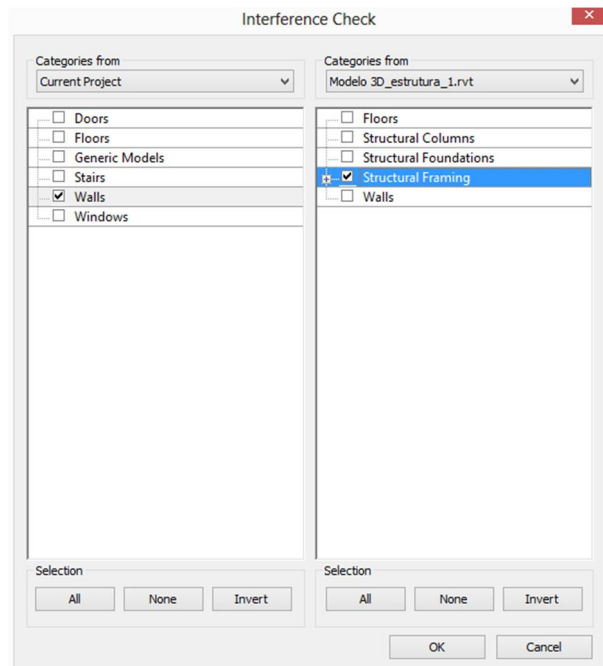 Interference Check
Categories from
Current Project
Doors
Floors
Generic Models
Stairs
Walls
Windows
Selection
All None Invert
Categories from
Modelo 3D_estrutura_1.rvt
Floors
Structural Columns
Structural Foundations
Structural Framing
Walls
Selection
All None Invert
OK Cancel